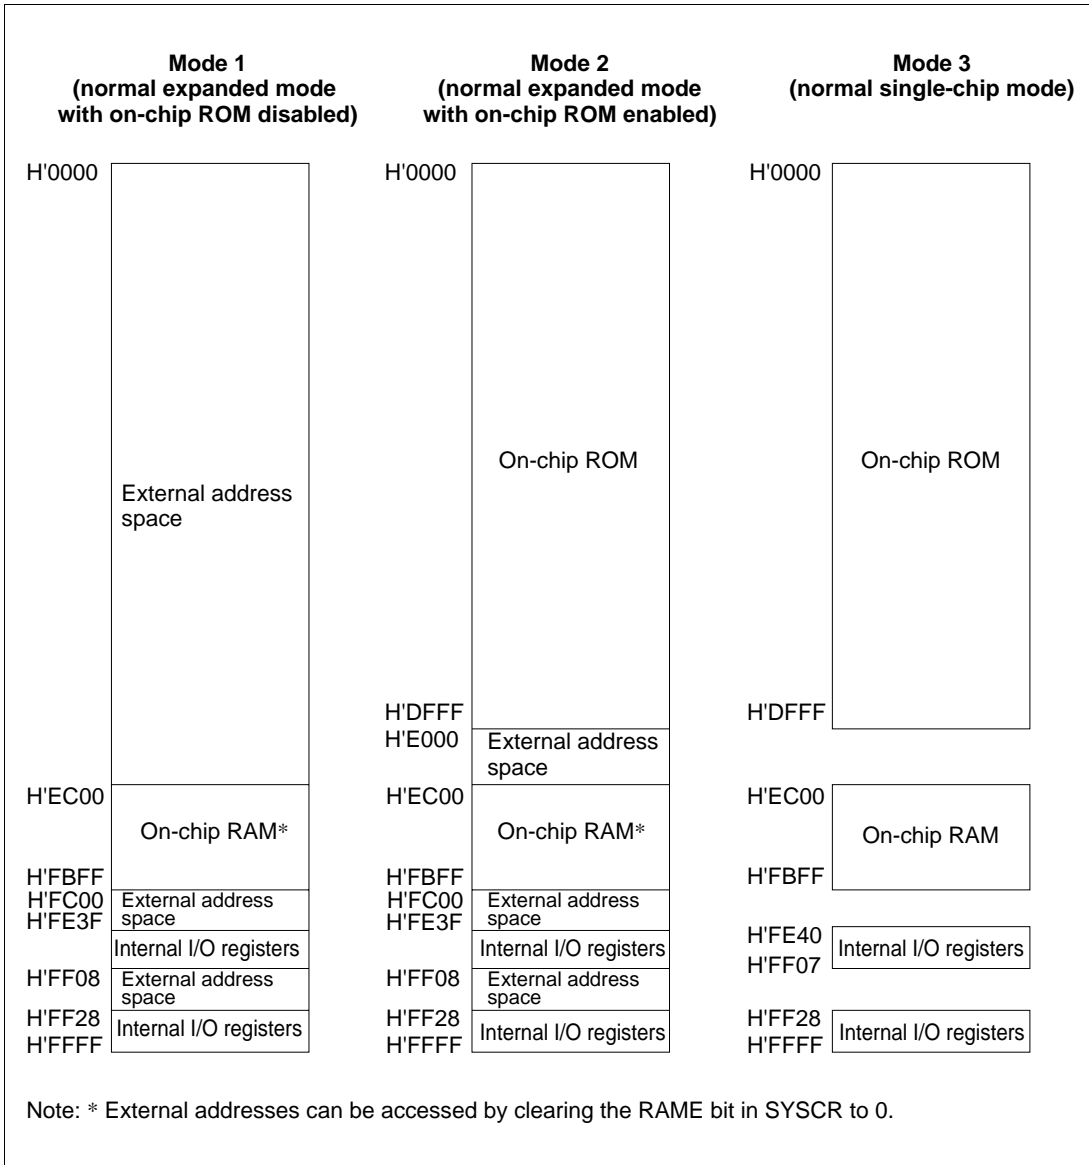 Mode 1
(normal expanded mode
with on-chip ROM disabled)
H'0000
External address
space
H'EC00
On-chip RAM*
H'FBFF
H'FC00
External address
space
H'FE3F
Internal I/O registers
H'FF08
External address
space
H'FF28
Internal I/O registers
H'FFFF
Mode 2
(normal expanded mode
with on-chip ROM enabled)
H'0000
On-chip ROM
H'DFFF
H'E000
External address
space
H'EC00
On-chip RAM*
H'FBFF
H'FC00
External address
space
H'FE3F
Internal I/O registers
H'FF08
External address
space
H'FF28
Internal I/O registers
H'FFFF
Mode 3
(normal single-chip mode)
H'0000
On-chip ROM
H'DFFF
H'EC00
On-chip RAM
H'FBFF
H'FE40
Internal I/O registers
H'FF07
H'FF28
Internal I/O registers
H'FFFF
Note: * External addresses can be accessed by clearing the RAME bit in SYSCR to 0.